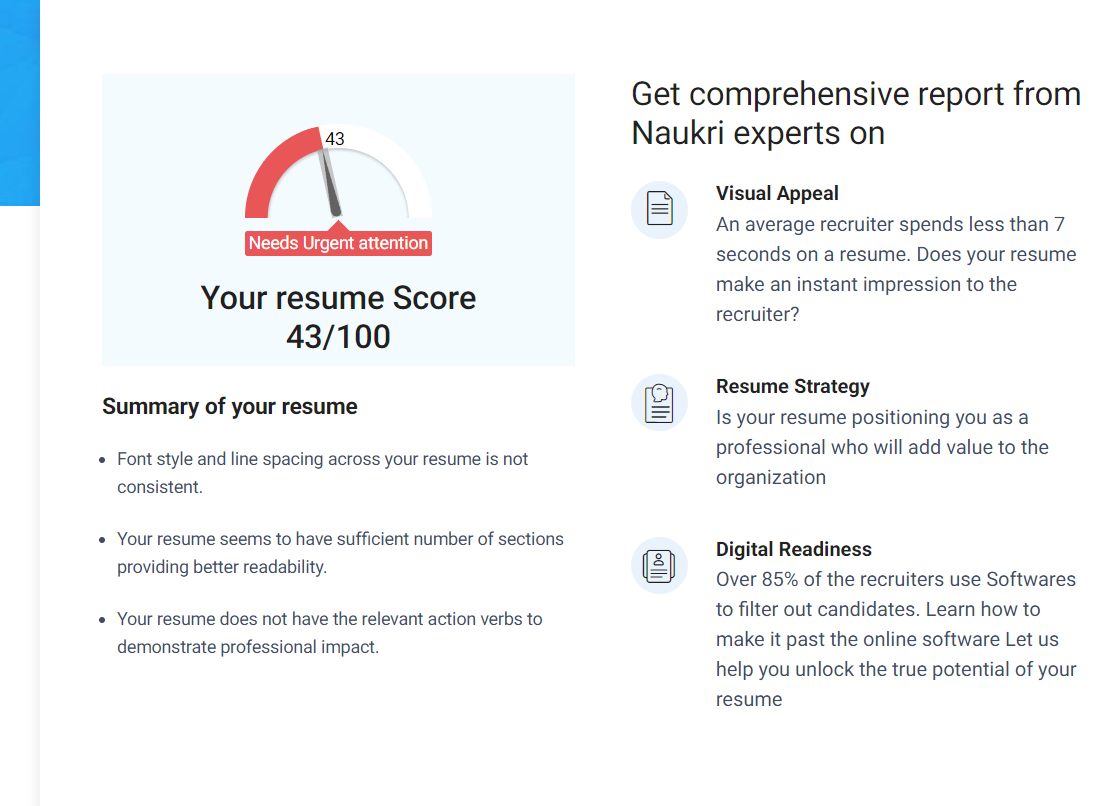 43
Needs Urgent attention
Your resume Score
43/100
Summary of your resume
Font style and line spacing across your resume is not
consistent.
Your resume seems to have sufficient number of sections
providing better readability.
Your resume does not have the relevant action verbs to
demonstrate professional impact.
Get comprehensive report from
Naukri experts on
Visual Appeal
An average recruiter spends less than 7
seconds on a resume. Does your resume
make an instant impression to the
recruiter?
Resume Strategy
Is your resume positioning you as a
professional who will add value to the
organization
Digital Readiness
Over 85% of the recruiters use Softwares
to filter out candidates. Learn how to
make it past the online software Let us
help you unlock the true potential of your
resume